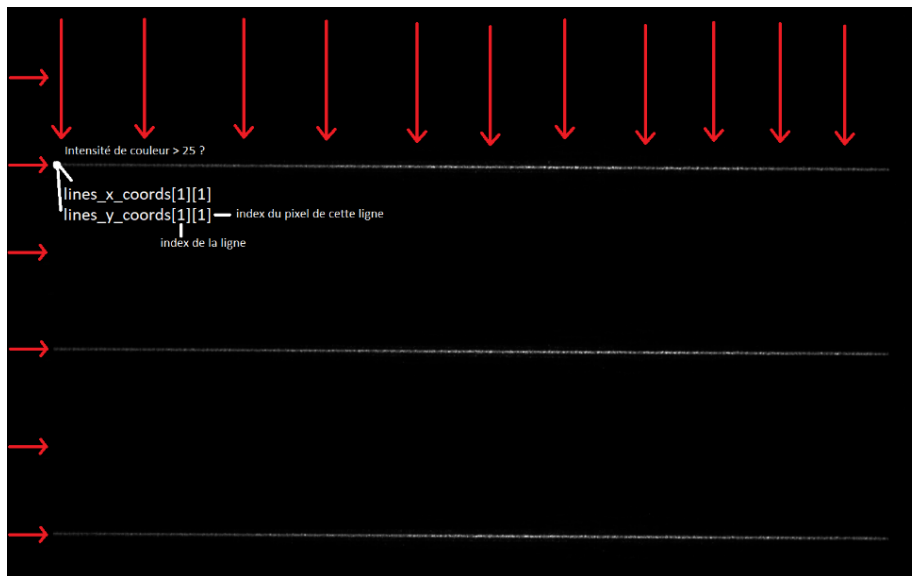 Intensité de couleur > 25 ?
lines_x_coords[1][1]
lines_y_coords[1][1]
index du pixel de cette ligne
index de la ligne